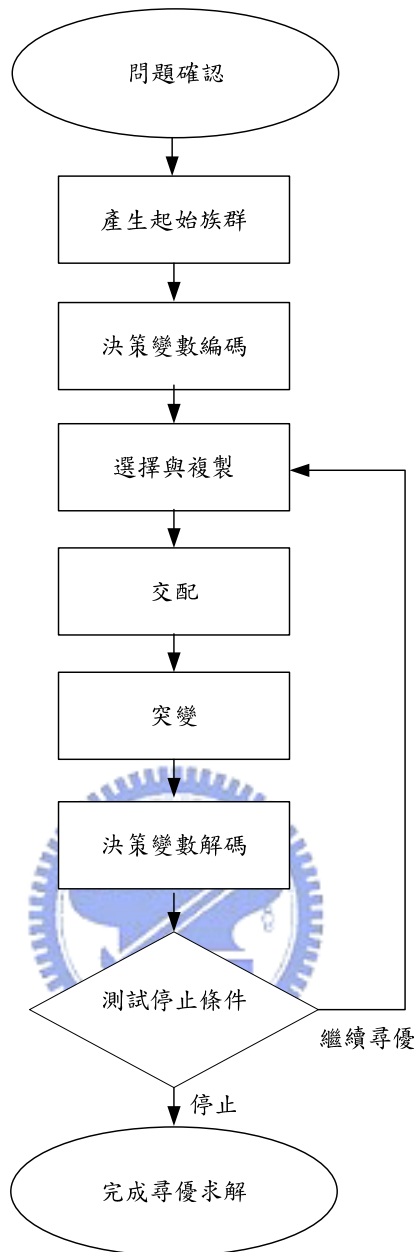 問題確認
產生起始族群
決策變數編碼
選擇與複製
交配
突變
決策變數解碼
測試停止條件
繼續尋優
停止
完成尋優求解